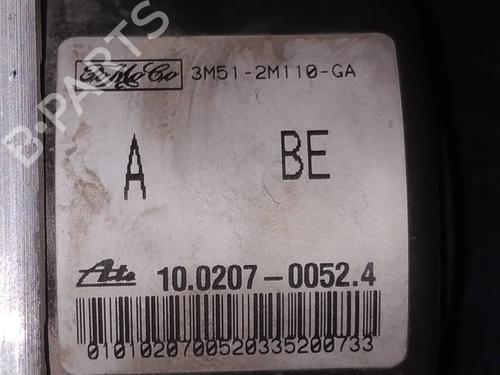 FoMoCo 3M51-2M110-GA
A BE
Ate 10.0207-0052.4
0101020700520335200733
B-PARTS